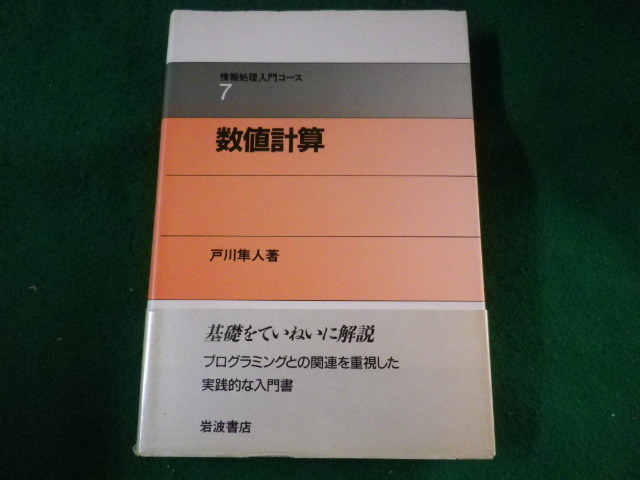 情報処理入門コース
7
数値計算
戸川隼人著
基礎をていねいに解説
プログラミングとの関連を重視した
実践的な入門書
岩波書店